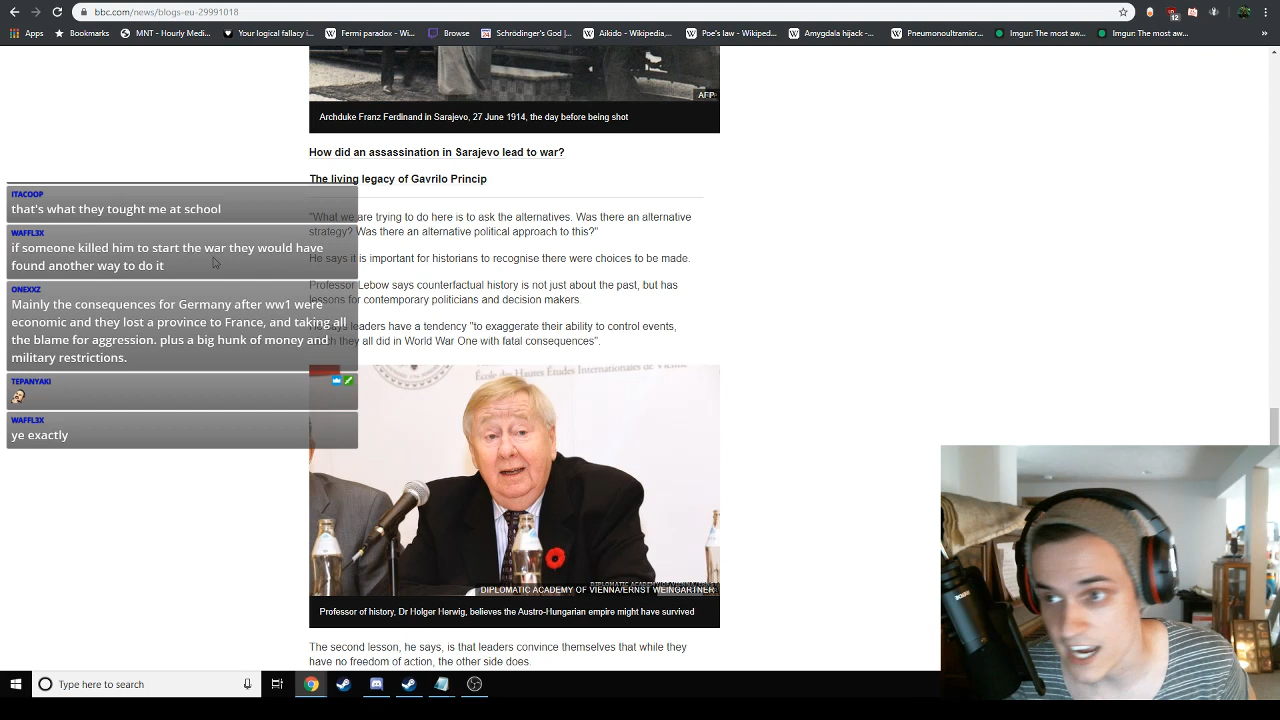 bbc.com/news/blogs-eu-29991018
12
Apps
Bookmarks
MNT - Hourly Medi...
Your logical fallacy i...
Fermi paradox - Wi...
Browse
24
Schrödinger's God |...
Aikido - Wikipedia,...
Poe's law - Wikiped...
Amygdala hijack -...
Pneumonoultramicr...
Imgur: The most aw...
Imgur: The most aw...
»
AFP
Archduke Franz Ferdinand in Sarajevo, 27 June 1914, the day before being shot
How did an assassination in Sarajevo lead to war?
The living legacy of Gavrilo Princip
"What we are trying to do here is to ask the alternatives. Was there an alternative
strategy? Was there an alternative political approach to this?"
He says it is important for historians to recognise there were choices to be made.
Professor Lebow says counterfactual history is not just about the past, but has
lessons for contemporary politicians and decision makers.
leaders have a tendency "to exaggerate their ability to control events,
they all did in World War One with fatal consequences".
ITACOOP
that's what they tought me at school
WAFFL3X
if someone killed him to start the war they would have
found another way to do it
ONEXXZ
Mainly the consequences for Germany after ww1 were
economic and they lost a province to France, and taking all
the blame for aggression. plus a big hunk of money and
military restrictions.
TEPANYAKI
WAFFL3X
ye exactly
École des Hautes Études Internationales de Vienne
DIPLOMATIC ACADEMY OF VIENNA/ERNST WEINGARTNER
Professor of history, Dr Holger Herwig, believes the Austro-Hungarian empire might have survived
The second lesson, he says, is that leaders convince themselves that while they
have no freedom of action, the other side does.
Type here to search